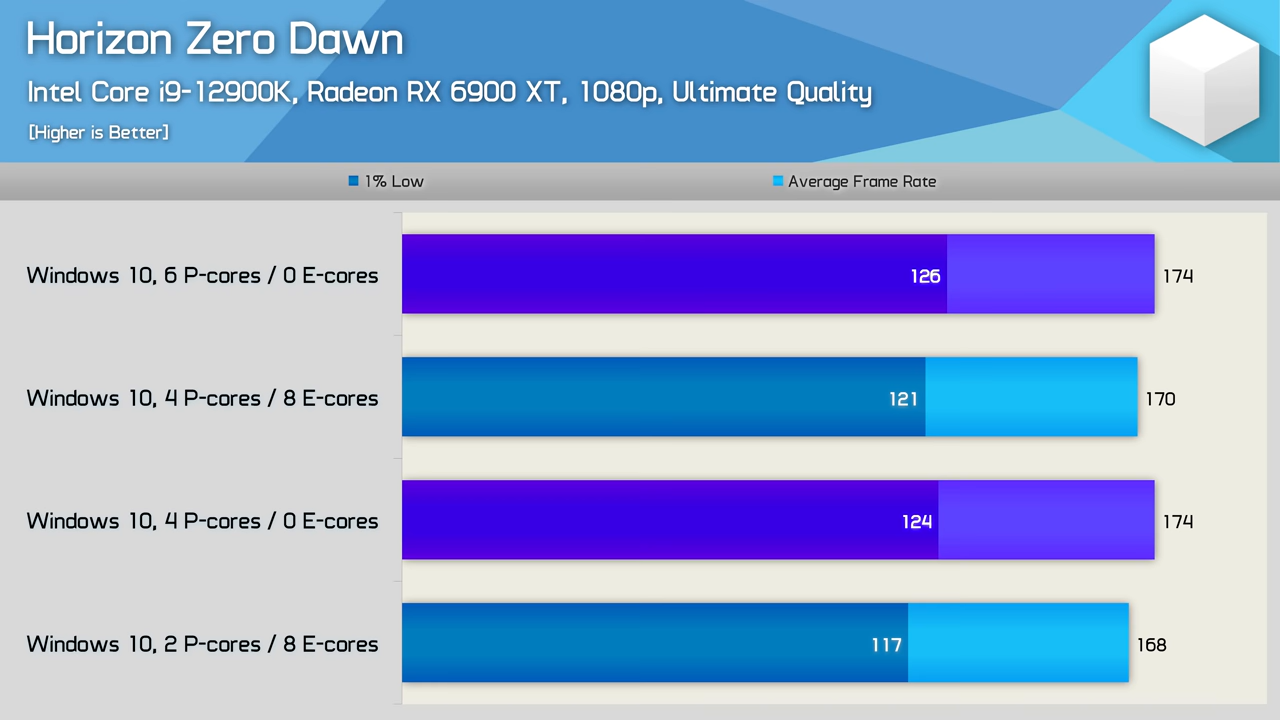 Horizon Zero Dawn
Intel Core i9-12900K, Radeon RX 6900 XT, 1080p, Ultimate Quality
[Higher is Better]
1% Low Average Frame Rate
Windows 10, 6 P-cores / 0 E-cores 126 174
Windows 10, 4 P-cores / 8 E-cores 121 170
Windows 10, 4 P-cores / 0 E-cores 124 174
Windows 10, 2 P-cores / 8 E-cores 117 168